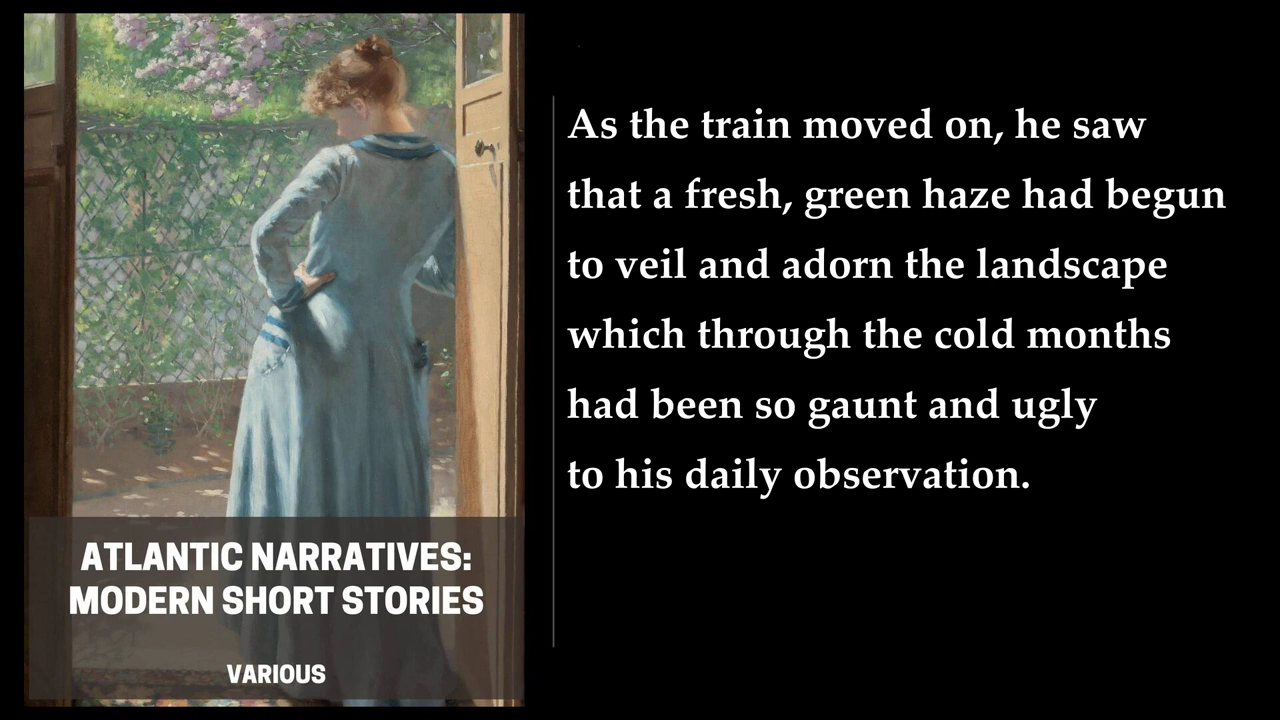 As the train moved on, he saw
that a fresh, green haze had begun
to veil and adorn the landscape
which through the cold months
had been so gaunt and ugly
to his daily observation.
ATLANTIC NARRATIVES:
MODERN SHORT STORIES
VARIOUS